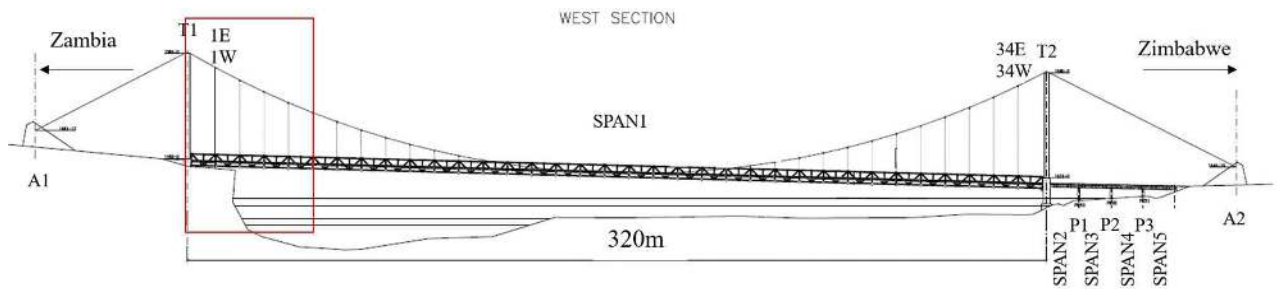 WEST SECTION
Zambia
T1
1E
1W
34E
34W
T2
Zimbabwe
SPAN1
A1
320m
SPAN2
P1
SPAN3
P2
SPAN4
P3
SPAN5
A2